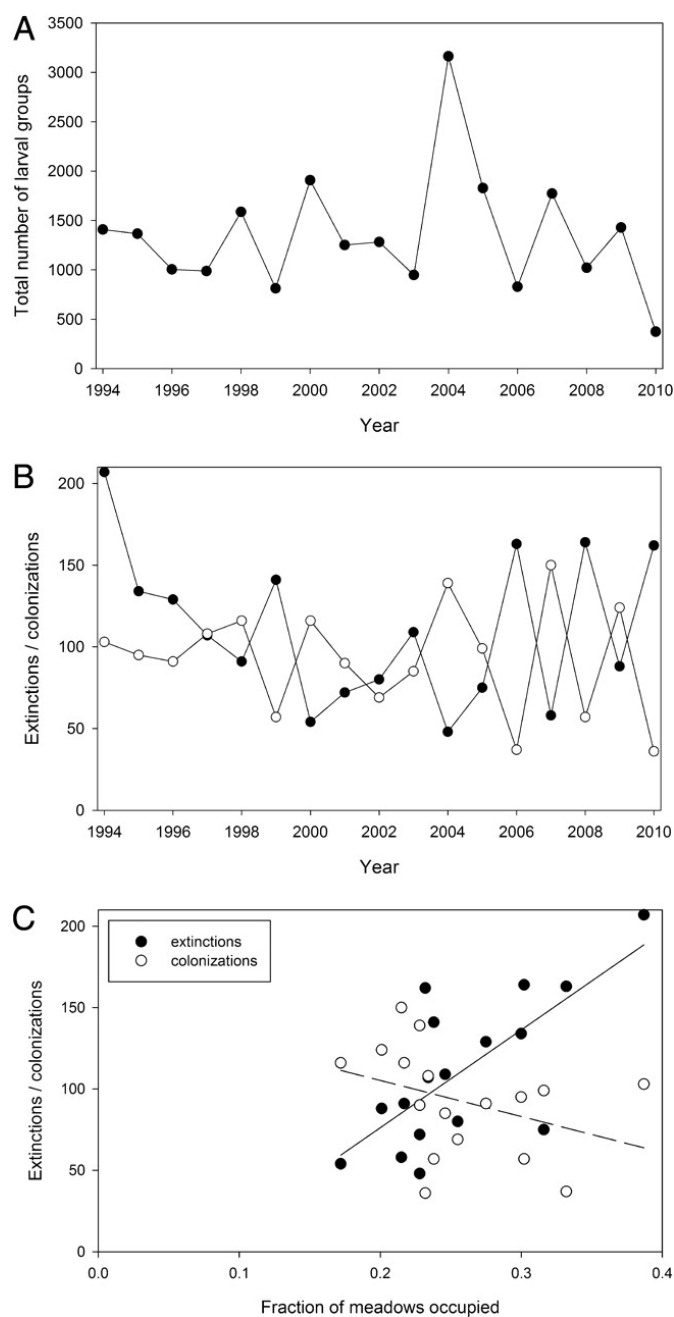 A
3500
3000
2500
2000
1500
1000
500
0
Total number of larval groups
1994 1996 1998 2000 2002 2004 2006 2008 2010
Year
B
200
150
100
50
0
Extinctions / colonizations
1994 1996 1998 2000 2002 2004 2006 2008 2010
Year
C
extinctions
colonizations
200
150
100
50
0
Extinctions / colonizations
0.0 0.1 0.2 0.3 0.4
Fraction of meadows occupied